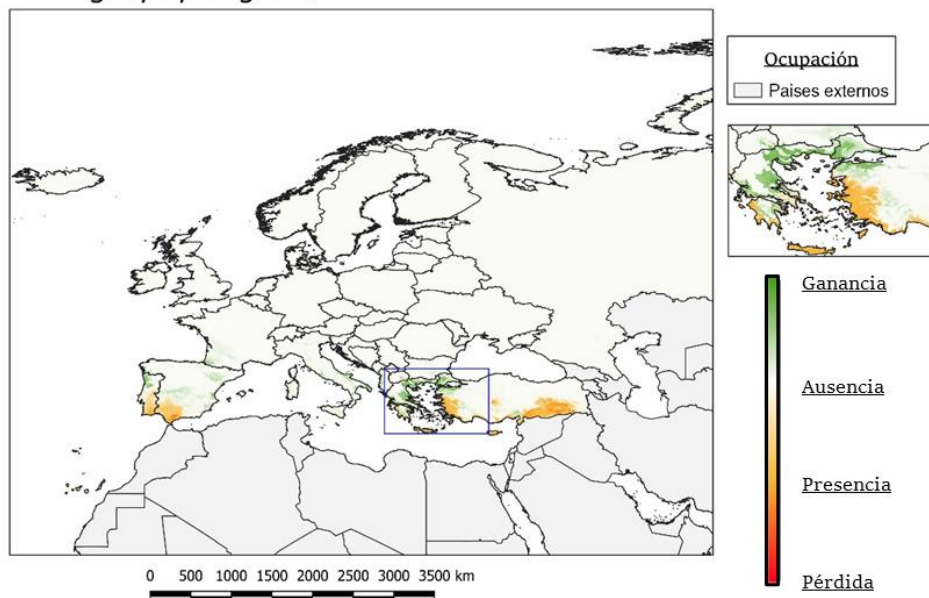 Ocupación
Paises externos
Ganancia
Ausencia
Presencia
Pérdida
0 500 1000 1500 2000 2500 3000 3500 km